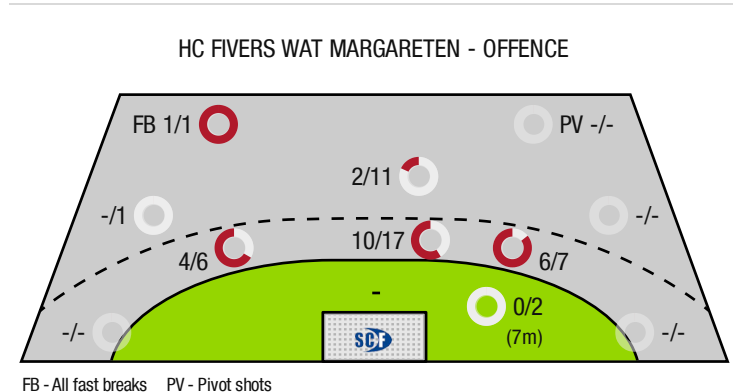 HC FIVERS WAT MARGARETEN - OFFENCE
FB 1/1
PV -/-
2/11
-/1
-/-
4/6
10/17
6/7
-
0/2
(7m)
-/-
-/-
SCF
FB - All fast breaks PV - Pivot shots